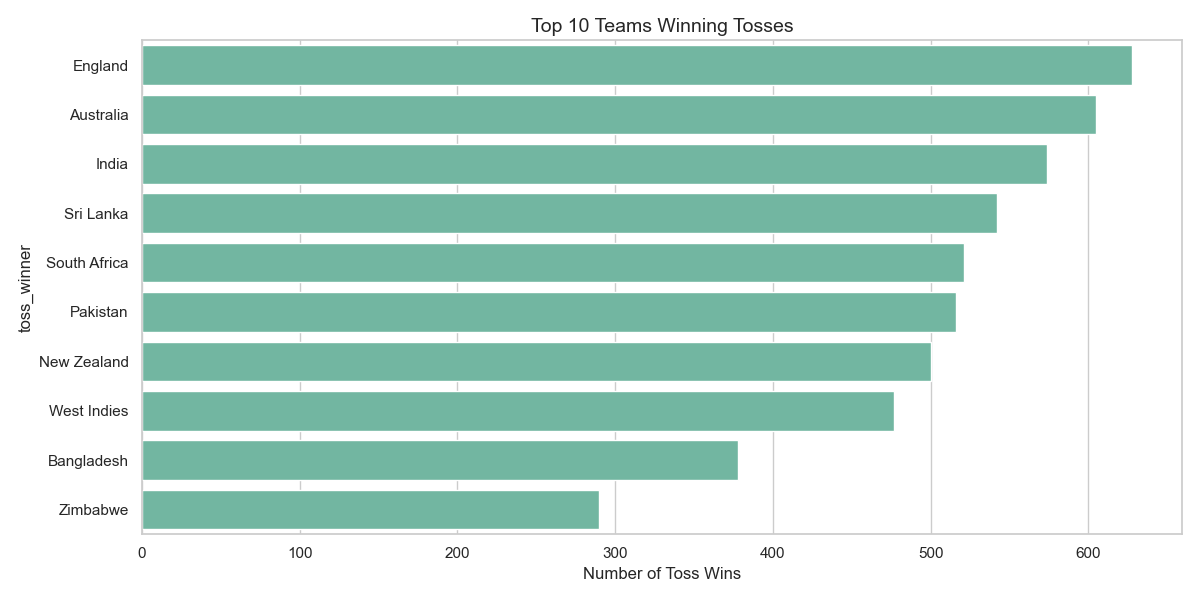 Top 10 Teams Winning Tosses
toss_winner
England
Australia
India
Sri Lanka
South Africa
Pakistan
New Zealand
West Indies
Bangladesh
Zimbabwe
0 100 200 300 400 500 600
Number of Toss Wins